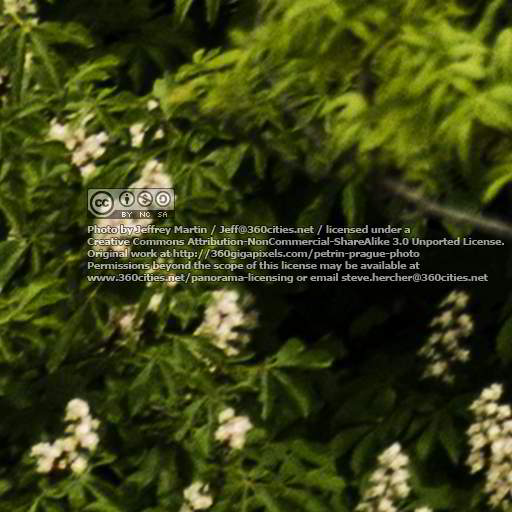 cc
BY NC SA
Photo by Jeffrey Martin / Jeff@360cities.net / licensed under a
Creative Commons Attribution-NonCommercial-ShareAlike 3.0 Unported License.
Original work at http://360gigapixels.com/petrin-prague-photo
Permissions beyond the scope of this license may be available at
www.360cities.net/panorama-licensing or email steve.hercher@360cities.net